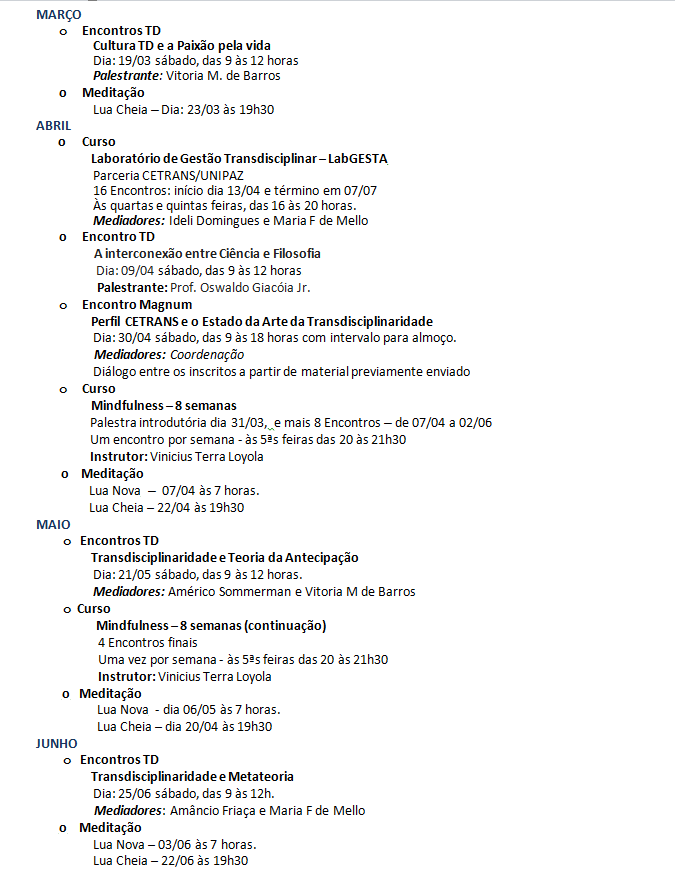 MARÇO
o Encontros TD
Cultura TD e a Paixão pela vida
Dia: 19/03 sábado, das 9 às 12 horas
Palestrante: Vitoria M. de Barros
o Meditação
Lua Cheia – Dia: 23/03 às 19h30
ABRIL
o Curso
Laboratório de Gestão Transdisciplinar – LabGESTA
Parceria CETRANS/UNIPAZ
16 Encontros: início dia 13/04 e término em 07/07
Às quartas e quintas feiras, das 16 às 20 horas.
Mediadores: Ideli Domingues e Maria F de Mello
o Encontro TD
A interconexão entre Ciência e Filosofia
Dia: 09/04 sábado, das 9 às 12 horas
Palestrante: Prof. Oswaldo Giacóia Jr.
o Encontro Magnum
Perfil CETRANS e o Estado da Arte da Transdisciplinaridade
Dia: 30/04 sábado, das 9 às 18 horas com intervalo para almoço.
Mediadores: Coordenação
Diálogo entre os inscritos a partir de material previamente enviado
o Curso
Mindfulness – 8 semanas
Palestra introdutória dia 31/03, e mais 8 Encontros – de 07/04 a 02/06
Um encontro por semana - às 5ªs feiras das 20 às 21h30
Instrutor: Vinicius Terra Loyola
o Meditação
Lua Nova – 07/04 às 7 horas.
Lua Cheia – 22/04 às 19h30
MAIO
o Encontros TD
Transdisciplinaridade e Teoria da Antecipação
Dia: 21/05 sábado, das 9 às 12 horas.
Mediadores: Américo Sommerman e Vitoria M de Barros
o Curso
Mindfulness – 8 semanas (continuação)
4 Encontros finais
Uma vez por semana - às 5ªs feiras das 20 às 21h30
Instrutor: Vinicius Terra Loyola
o Meditação
Lua Nova - dia 06/05 às 7 horas.
Lua Cheia – dia 20/04 às 19h30
JUNHO
o Encontros TD
Transdisciplinaridade e Metateoria
Dia: 25/06 sábado, das 9 às 12h.
Mediadores: Amâncio Friaça e Maria F de Mello
o Meditação
Lua Nova – 03/06 às 7 horas.
Lua Cheia – 22/06 às 19h30